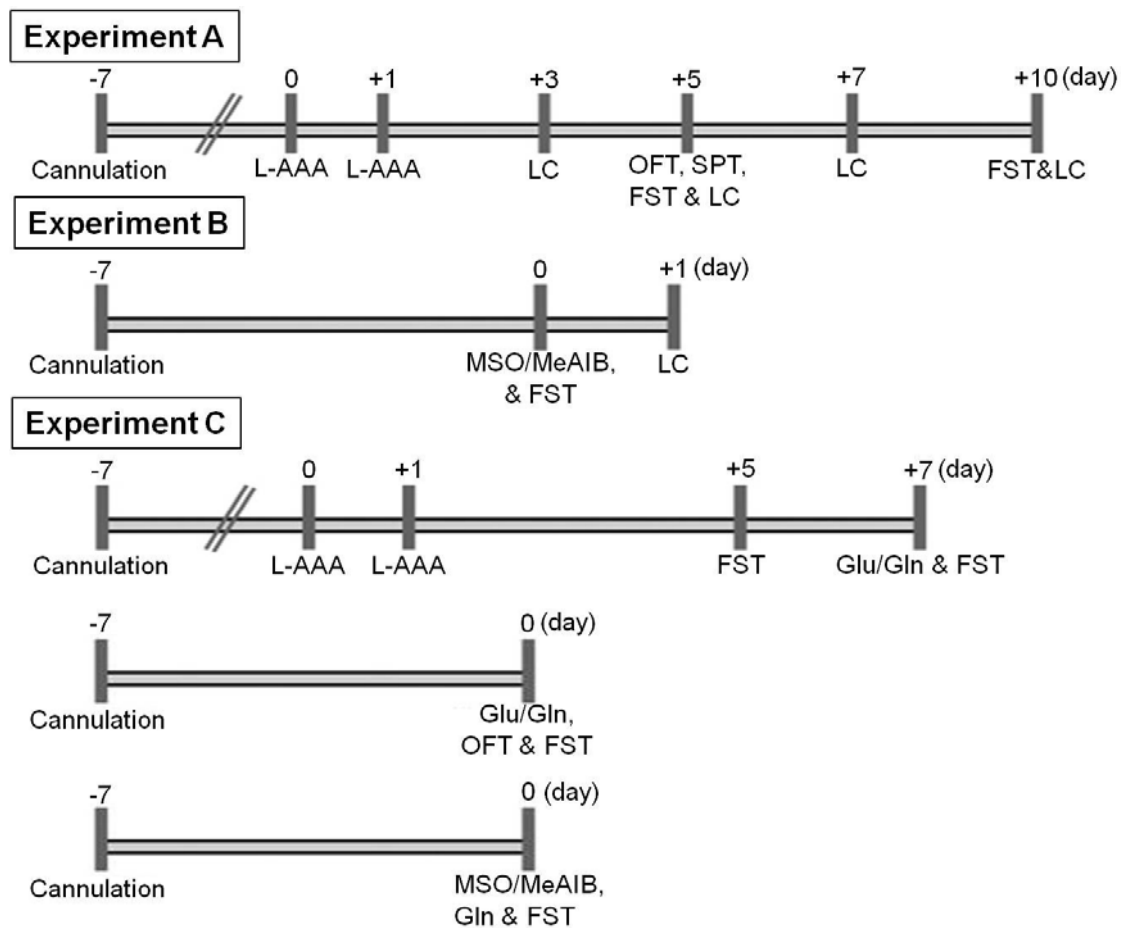 Experiment A
-7 0 +1 +3 +5 +7 +10 (day)
Cannulation L-AAA L-AAA LC OFT, SPT, LC FST&LC
FST & LC
Experiment B
-7 0 +1 (day)
Cannulation MSO/MeAIB, LC
& FST
Experiment C
-7 0 +1 +5 +7 (day)
Cannulation L-AAA L-AAA FST Glu/Gln & FST
-7 0 (day)
Cannulation Glu/Gln,
OFT & FST
-7 0 (day)
Cannulation MSO/MeAIB,
Gln & FST